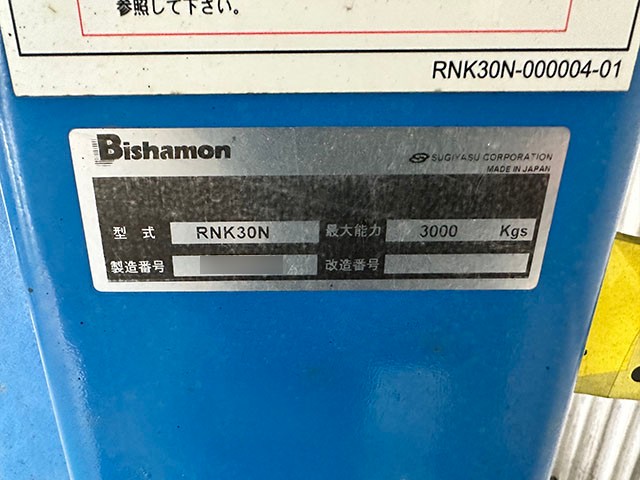 参照して下さい。
RNK30N-000004-01
Bishamon
SUGIYASU CORPORATION
MADE IN JAPAN
型式 RNK30N 最大能力 3000 Kgs
製造番号 改造番号